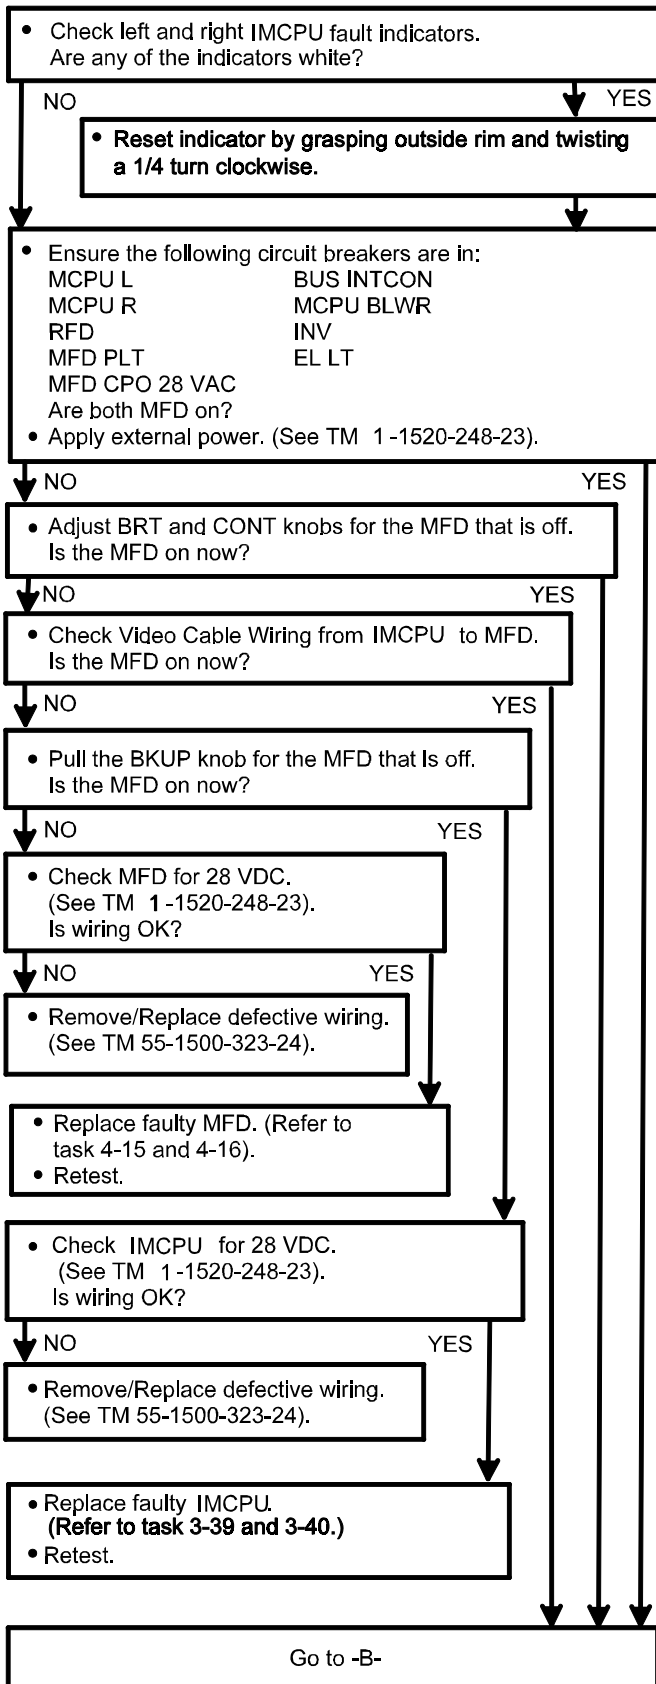 • Check left and right IMCPU fault indicators.
Are any of the indicators white?
NO
YES
• Reset indicator by grasping outside rim and twisting
a 1/4 turn clockwise.
• Ensure the following circuit breakers are in:
MCPU L BUS INTCON
MCPU R MCPU BLWR
RFD INV
MFD PLT EL LT
MFD CPO 28 VAC
Are both MFD on?
• Apply external power. (See TM 1-1520-248-23).
NO
YES
• Adjust BRT and CONT knobs for the MFD that is off.
Is the MFD on now?
NO
YES
• Check Video Cable Wiring from IMCPU to MFD.
Is the MFD on now?
NO
YES
• Pull the BKUP knob for the MFD that Is off.
Is the MFD on now?
NO
YES
• Check MFD for 28 VDC.
(See TM 1-1520-248-23).
Is wiring OK?
NO
YES
• Remove/Replace defective wiring.
(See TM 55-1500-323-24).
• Replace faulty MFD. (Refer to
task 4-15 and 4-16).
• Retest.
• Check IMCPU for 28 VDC.
(See TM 1-1520-248-23).
Is wiring OK?
NO
YES
• Remove/Replace defective wiring.
(See TM 55-1500-323-24).
• Replace faulty IMCPU.
(Refer to task 3-39 and 3-40.)
• Retest.
Go to -B-